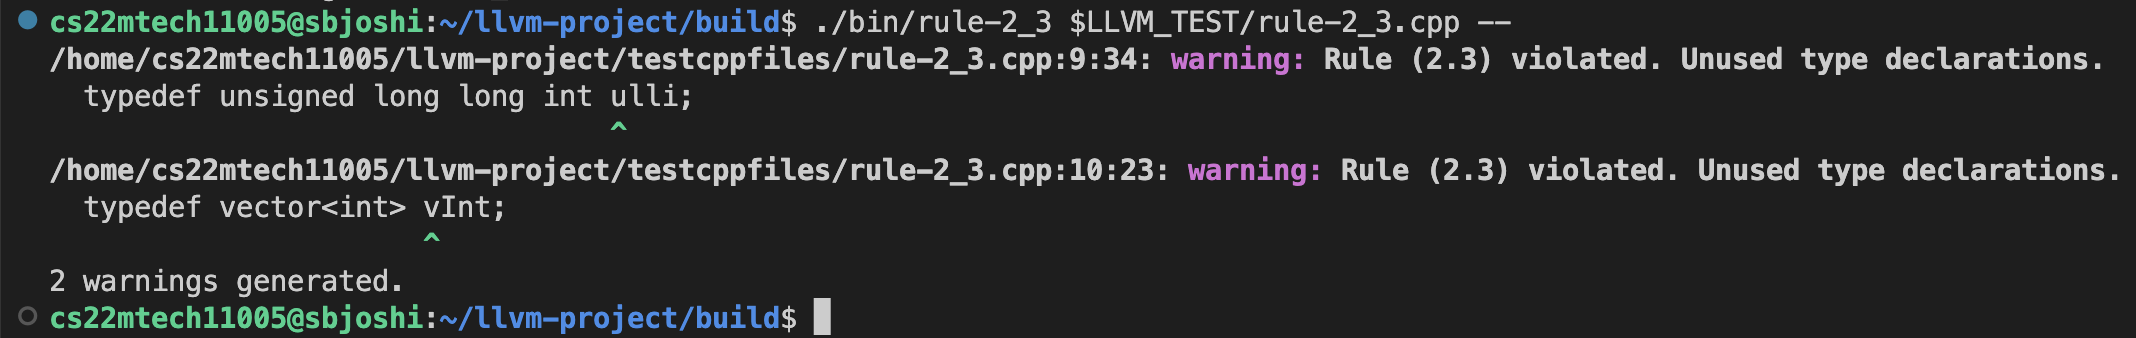 cs22mtech11005@sbjoshi:~/llvm-project/build$ ./bin/rule-2_3 $LLVM_TEST/rule-2_3.cpp --
/home/cs22mtech11005/llvm-project/testcppfiles/rule-2_3.cpp:9:34: warning: Rule (2.3) violated. Unused type declarations.
  typedef unsigned long long int ulli;
                                 ^
/home/cs22mtech11005/llvm-project/testcppfiles/rule-2_3.cpp:10:23: warning: Rule (2.3) violated. Unused type declarations.
  typedef vector<int> vInt;
                      ^
2 warnings generated.
cs22mtech11005@sbjoshi:~/llvm-project/build$